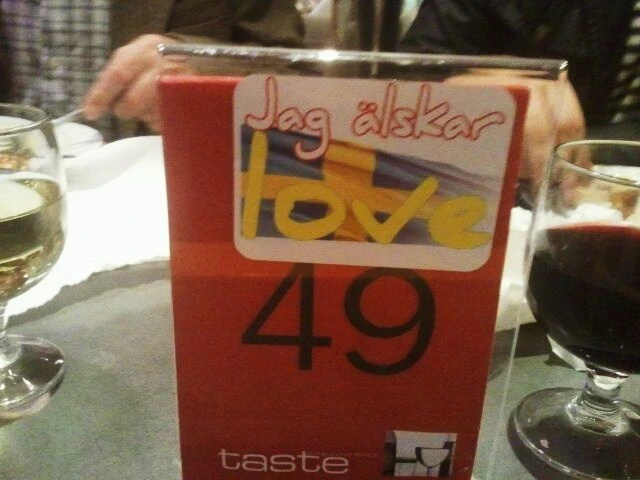 Jag älskar
love
49
taste